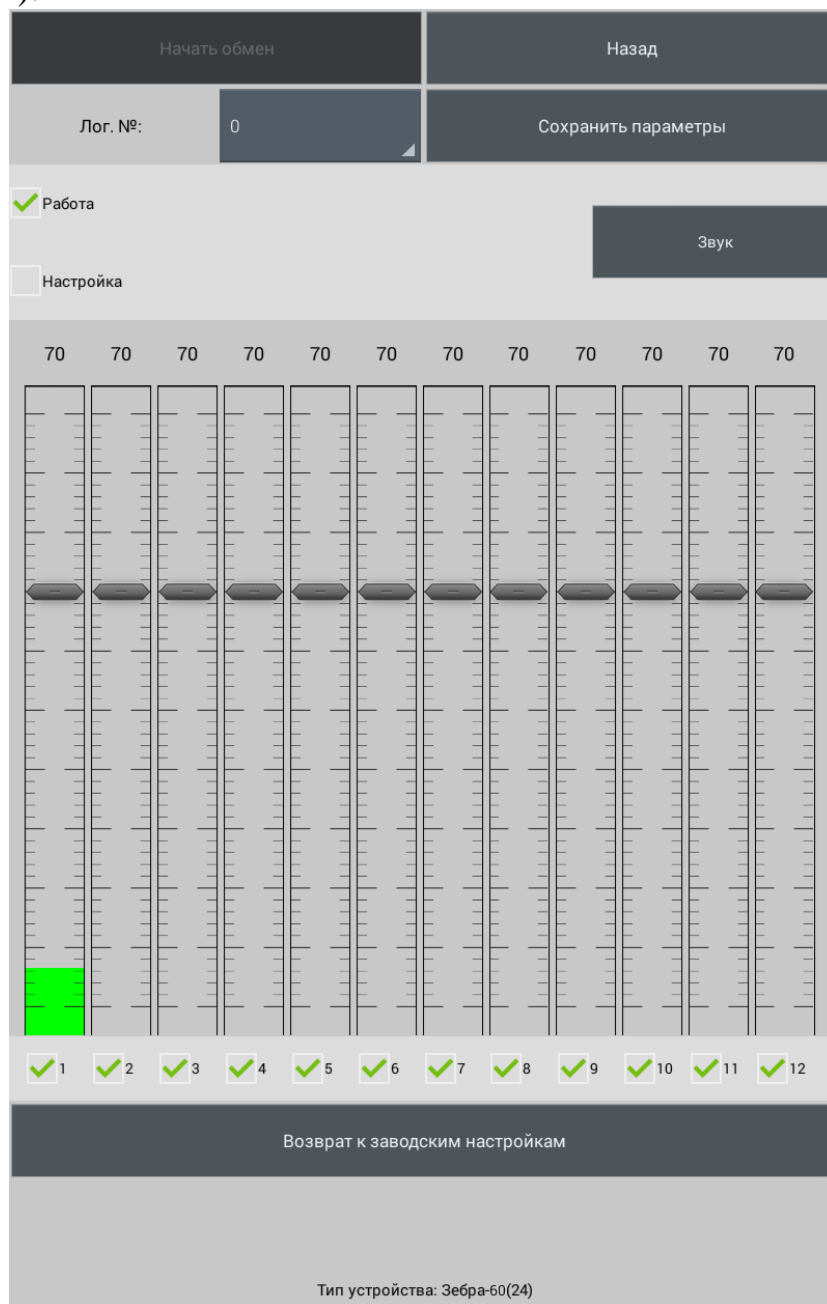 ).
Начать обмен
Назад
Лог. №:
0
Сохранить параметры
Работа
Звук
Настройка
70 70 70 70 70 70 70 70 70 70 70 70
1 2 3 4 5 6 7 8 9 10 11 12
Возврат к заводским настройкам
Тип устройства: Зебра-60(24)